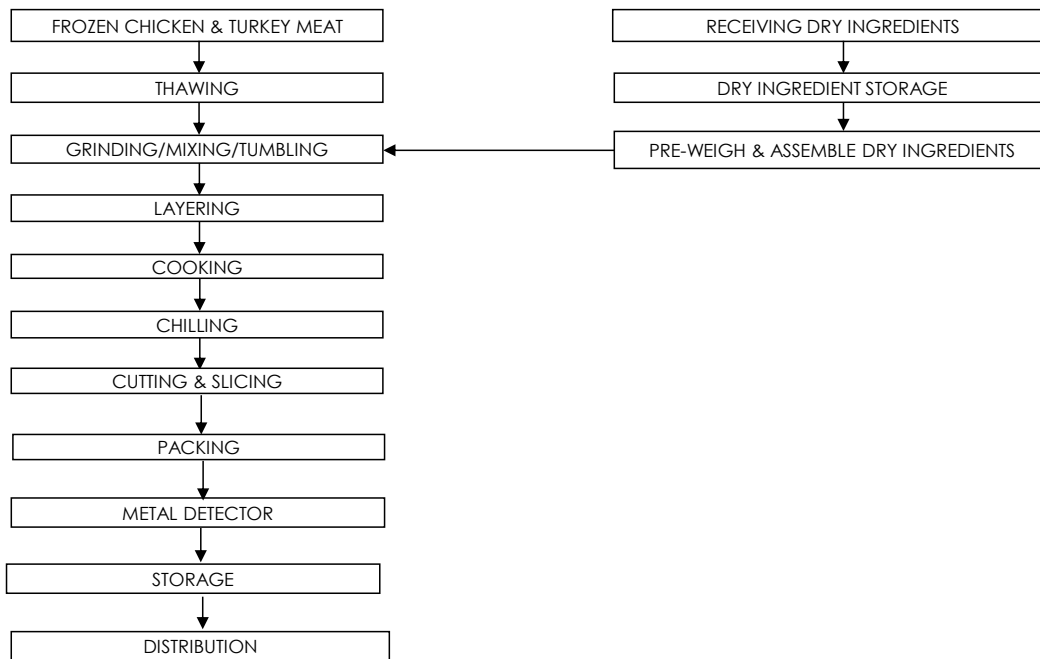 FROZEN CHICKEN & TURKEY MEAT
THAWING
GRINDING/MIXING/TUMBLING
LAYERING
COOKING
CHILLING
CUTTING & SLICING
PACKING
METAL DETECTOR
STORAGE
DISTRIBUTION
RECEIVING DRY INGREDIENTS
DRY INGREDIENT STORAGE
PRE-WEIGH & ASSEMBLE DRY INGREDIENTS